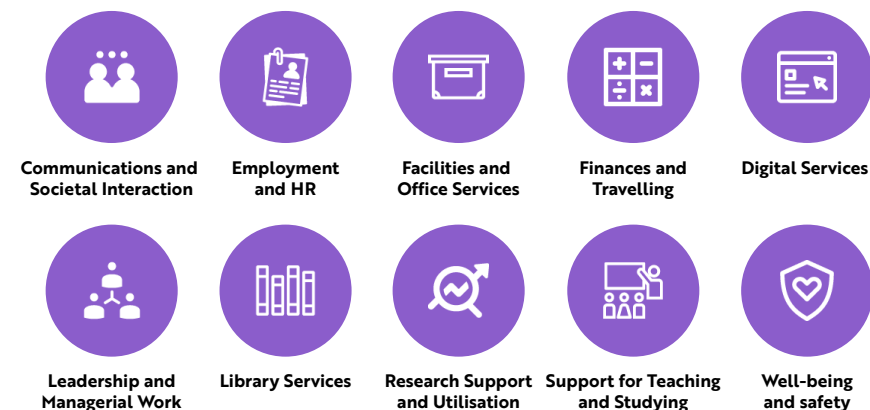 Communications and
Societal Interaction
Employment
and HR
Facilities and
Office Services
Finances and
Travelling
Digital Services
Leadership and
Managerial Work
Library Services
Research Support
and Utilisation
Support for Teaching
and Studying
Well-being
and safety